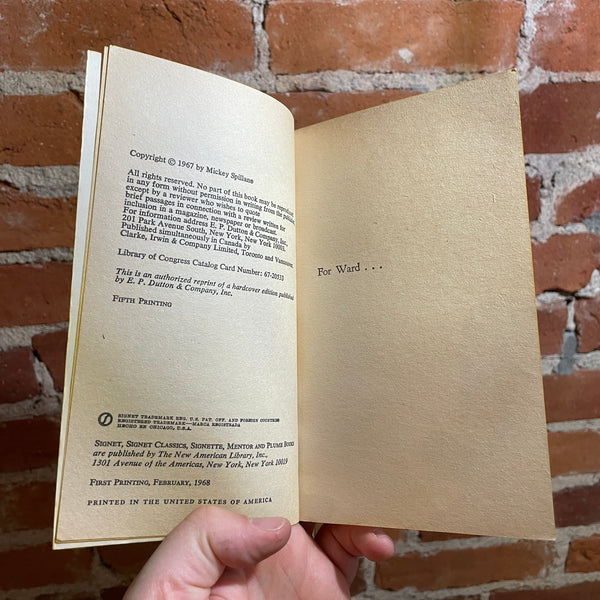 Copyright © 1967 by Mickey Spillane
All rights reserved. No part of this book may be reproduced
in any form without permission in writing from the publisher
except by a reviewer who wishes to quote
brief passages in connection with a review written for
inclusion in a magazine, newspaper or broadcast.
For information address E. P. Dutton & Company, Inc.,
201 Park Avenue South, New York, New York 10003.
Published simultaneously in Canada by
Clarke, Irwin & Company Limited, Toronto and Vancouver
Library of Congress Catalog Card Number: 67-20533
This is an authorized reprint of a hardcover edition published
by E. P. Dutton & Company, Inc.
FIFTH PRINTING
SIGNET TRADEMARK REG. U.S. PAT. OFF. AND FOREIGN COUNTRIES
REGISTERED TRADEMARK—MARCA REGISTRADA
HECHO EN CHICAGO, U.S.A.
SIGNET, SIGNET CLASSICS, SIGNETTE, MENTOR AND PLUME BOOKS
are published by The New American Library, Inc.,
1301 Avenue of the Americas, New York, New York 10019
FIRST PRINTING, FEBRUARY, 1968
PRINTED IN THE UNITED STATES OF AMERICA
For Ward . . .